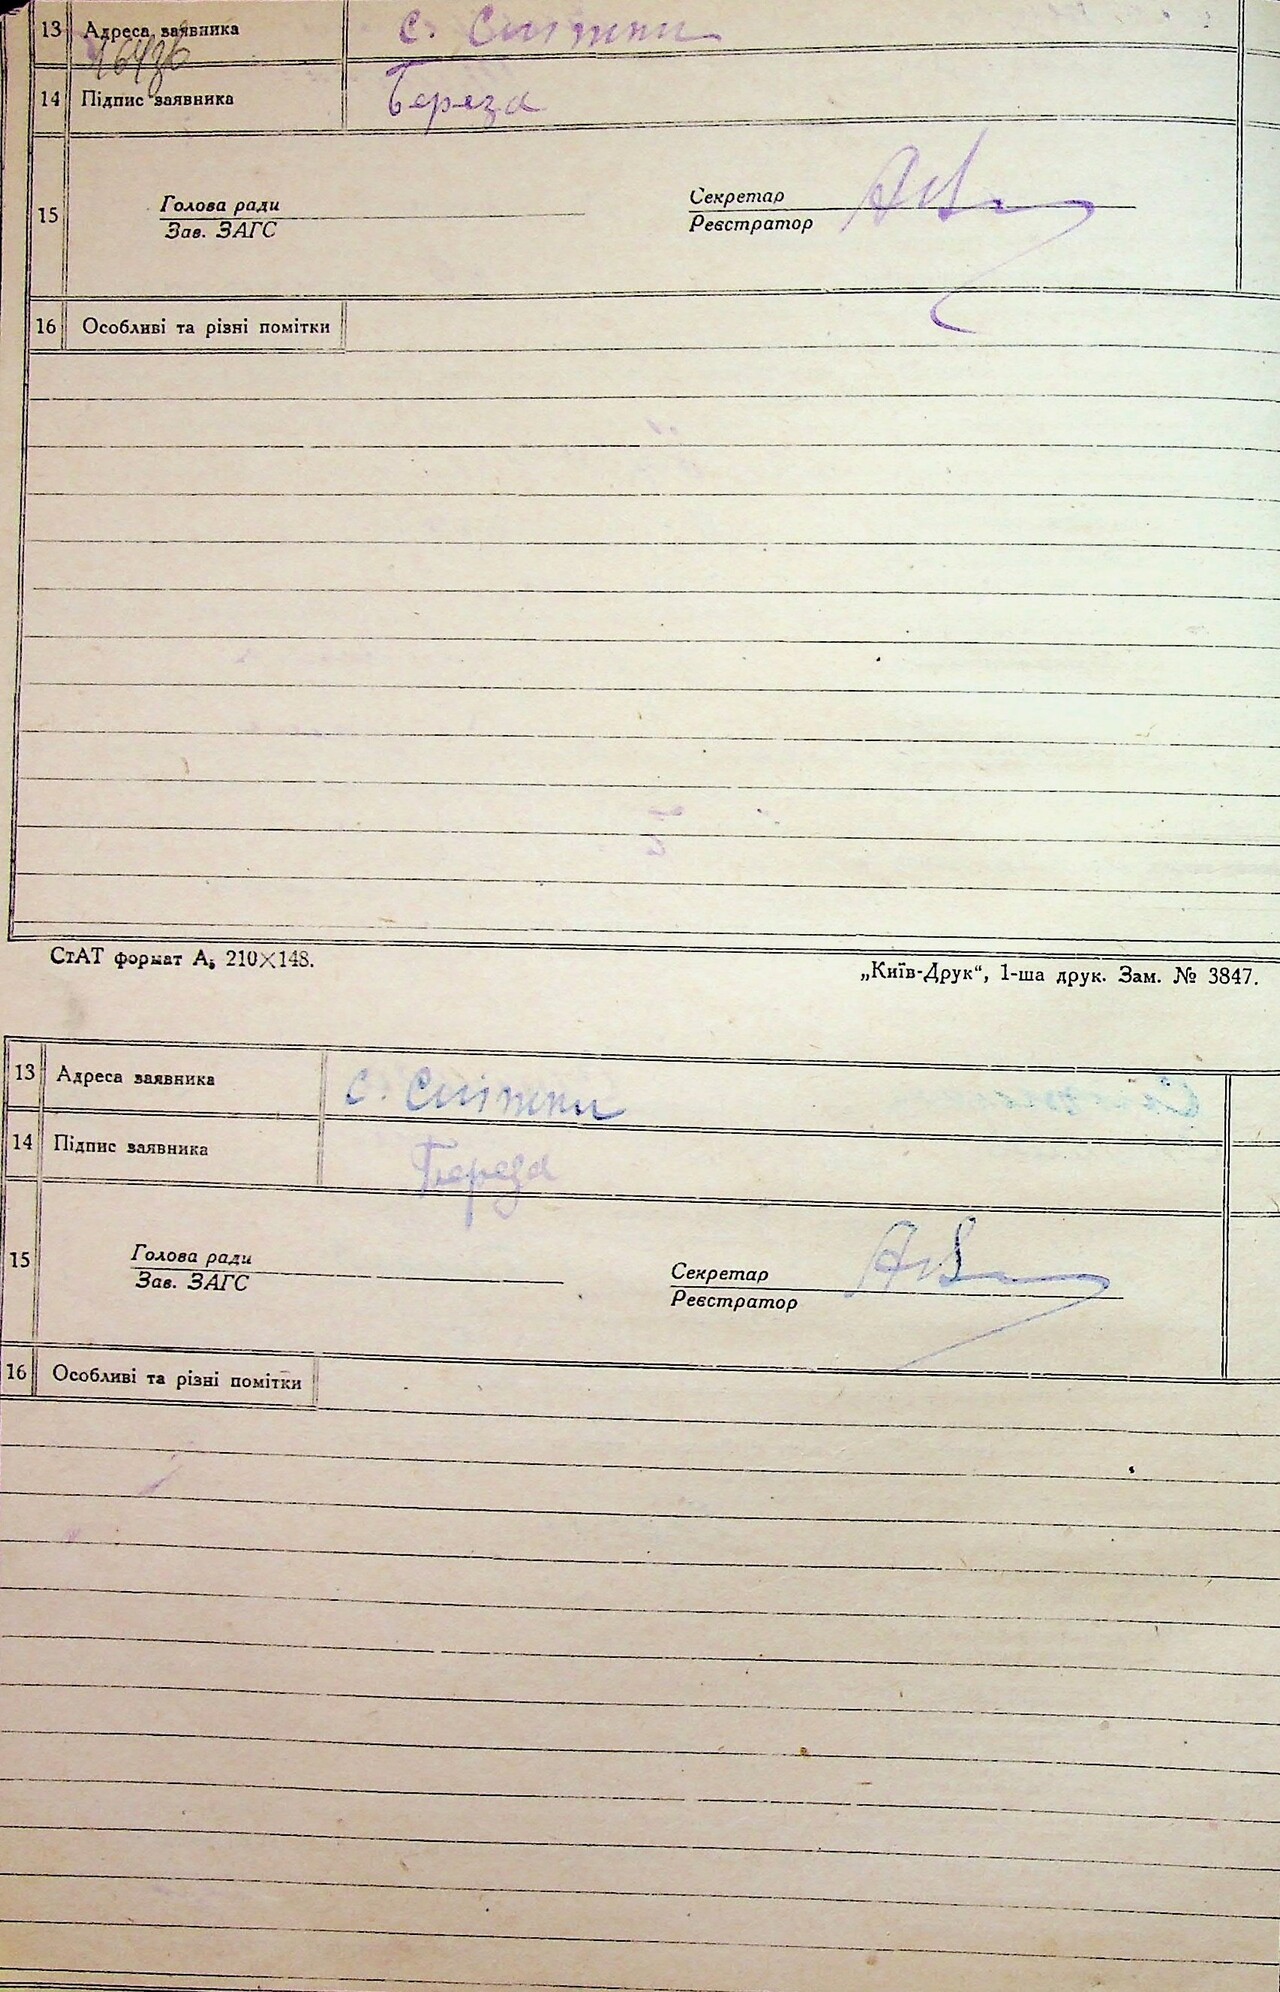 13 Адреса заявника с. Снітки
14 Підпис заявника Береза
15 Голова ради Секретар
Зав. ЗАГС Реєстратор
16 Особливі та різні помітки
СтАТ формат А₅ 210×148.
„Київ-Друк“, 1-ша друк. Зам. № 3847.
13 Адреса заявника с. Снітки
14 Підпис заявника Береза
15 Голова ради Секретар
Зав. ЗАГС Реєстратор
16 Особливі та різні помітки